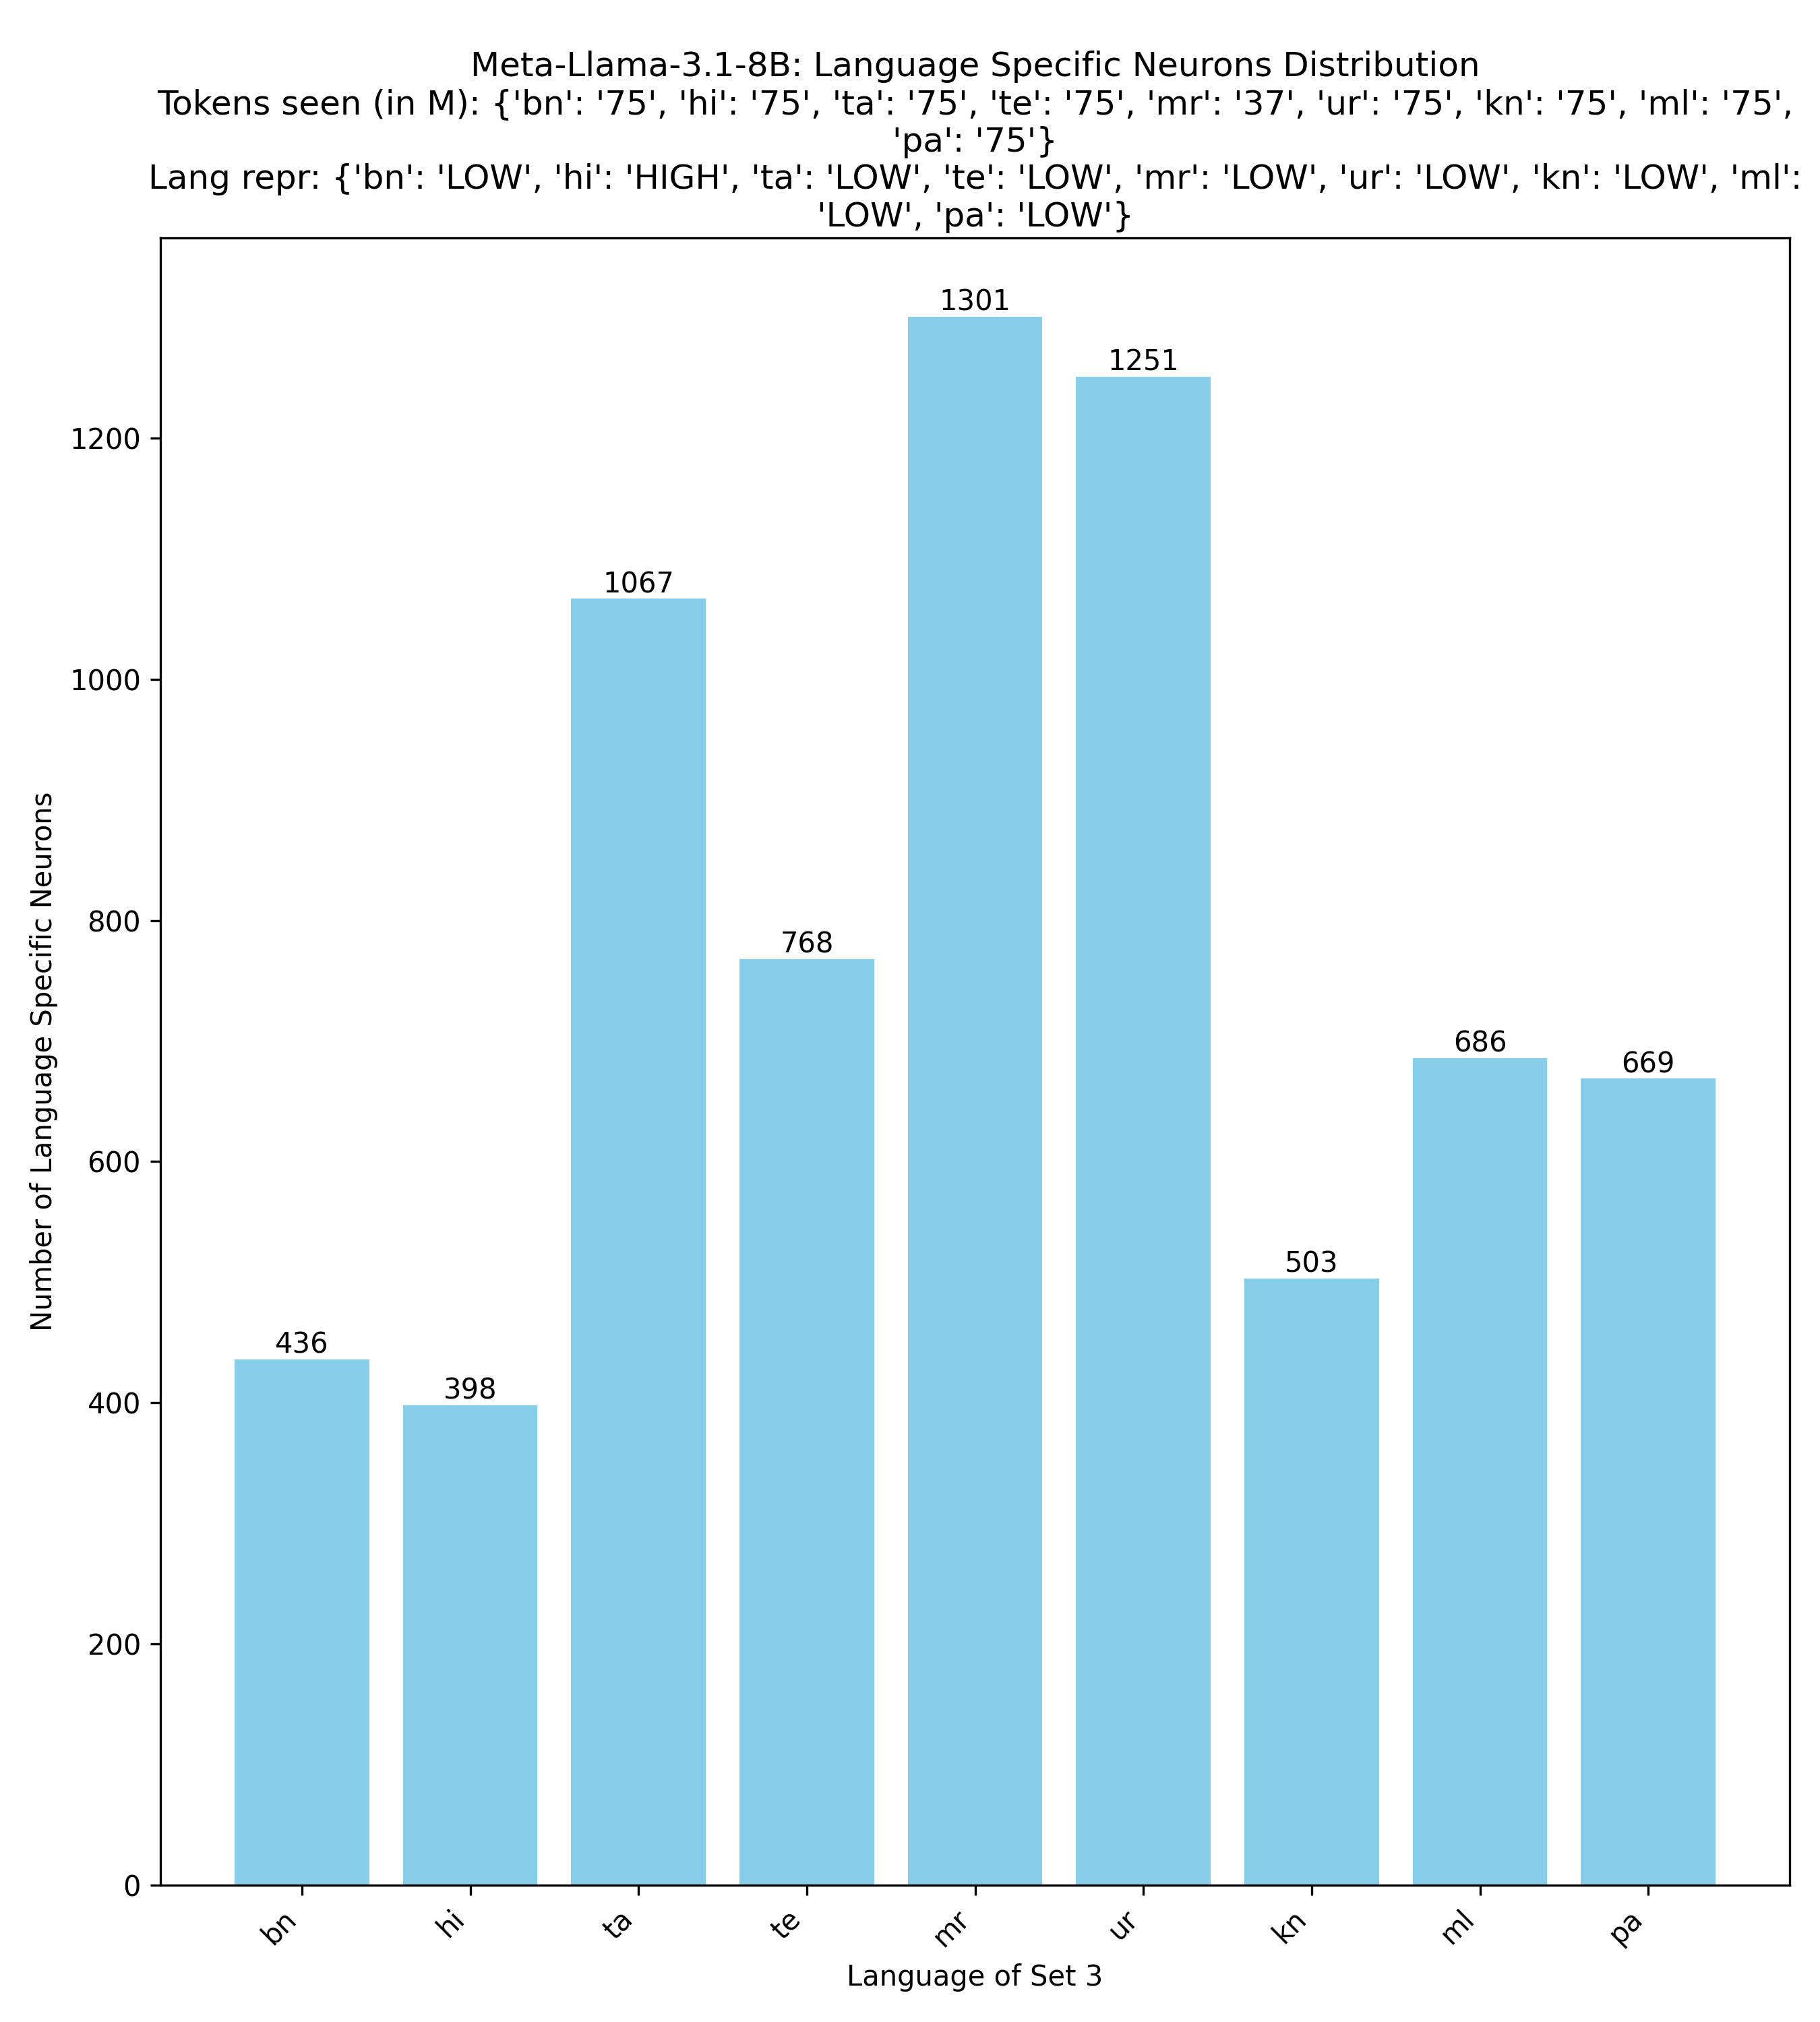 Meta-Llama-3.1-8B: Language Specific Neurons Distribution
Tokens seen (in M): {'bn': '75', 'hi': '75', 'ta': '75', 'te': '75', 'mr': '37', 'ur': '75', 'kn': '75', 'ml': '75',
'pa': '75'}
Lang repr: {'bn': 'LOW', 'hi': 'HIGH', 'ta': 'LOW', 'te': 'LOW', 'mr': 'LOW', 'ur': 'LOW', 'kn': 'LOW', 'ml':
'LOW', 'pa': 'LOW'}
1301
1251
1067
768
686
669
503
436
398
1200
1000
800
600
400
200
0
Number of Language Specific Neurons
bn
hi
ta
te
mr
ur
kn
ml
pa
Language of Set 3